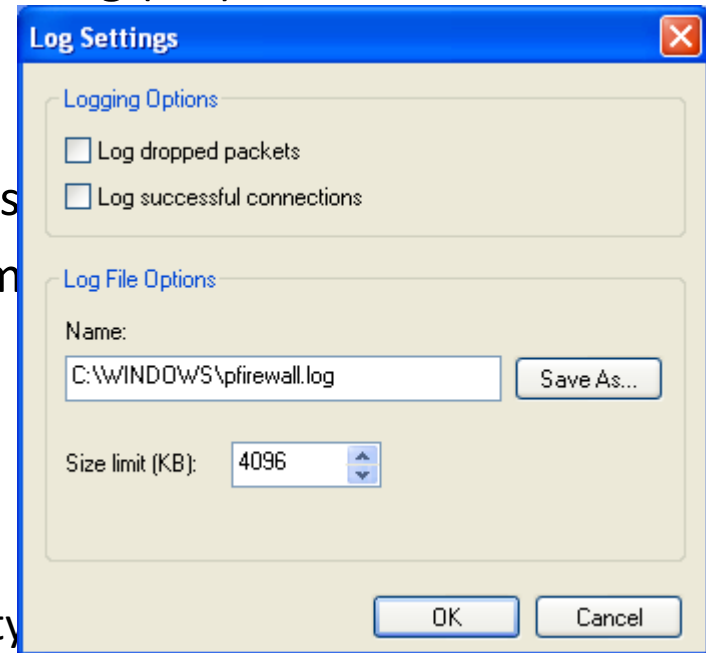 Log Settings
Logging Options
Log dropped packets
Log successful connections
Log File Options
Name:
C:\WINDOWS\pfirewall.log
Save As...
Size limit (KB):
4096
OK
Cancel